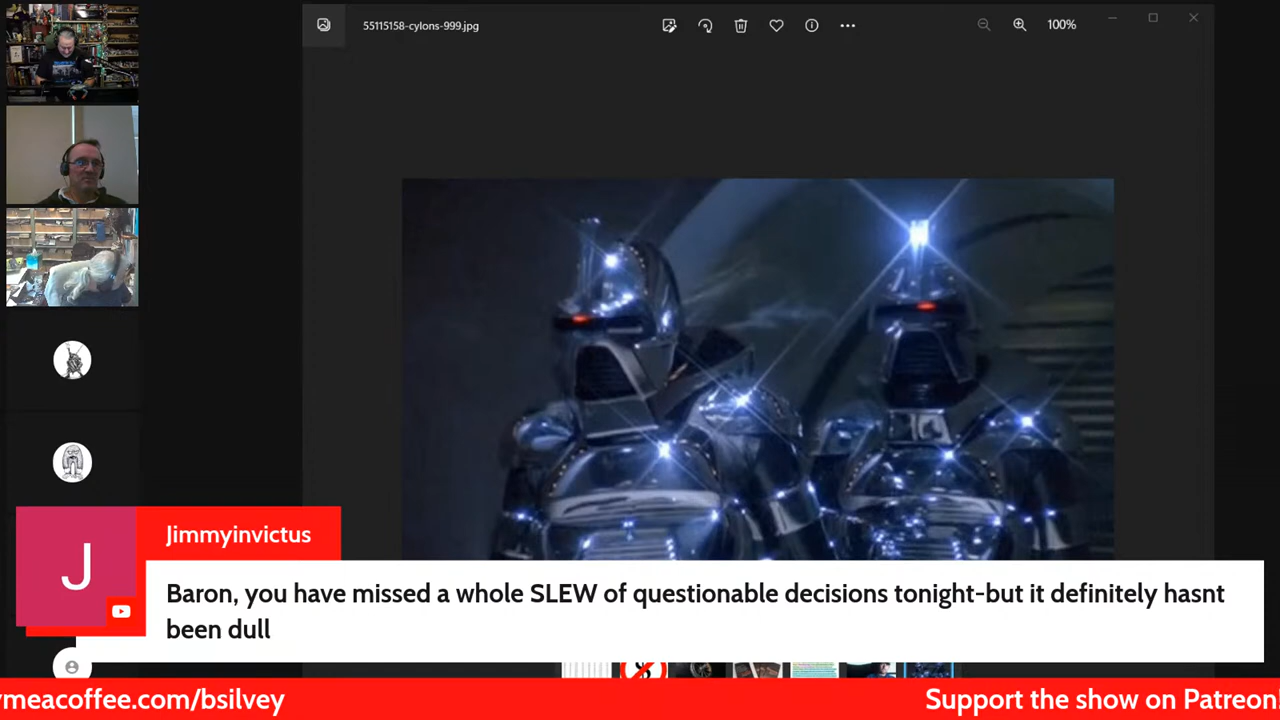 55115158-cylons-999.jpg
100%
J
Jimmyinvictus
Baron, you have missed a whole SLEW of questionable decisions tonight-but it definitely hasnt
been dull
ymeacoffee.com/bsilvey
Support the show on Patreon!